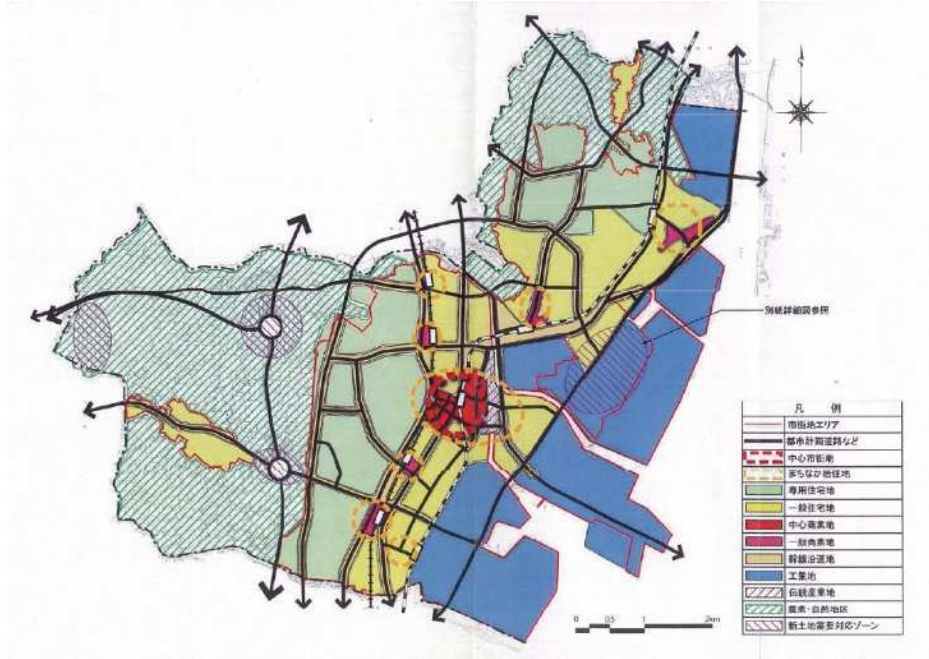 別紙詳細図参照
凡 例
市街地エリア
都市計画道路など
中心市街地
まちなか居住地
専用住宅地
一般住宅地
中心商業地
一般商業地
幹線沿道地
工業地
伝統産業地
農業・自然地区
新土地需要対応ゾーン
0 0.5 1 2km